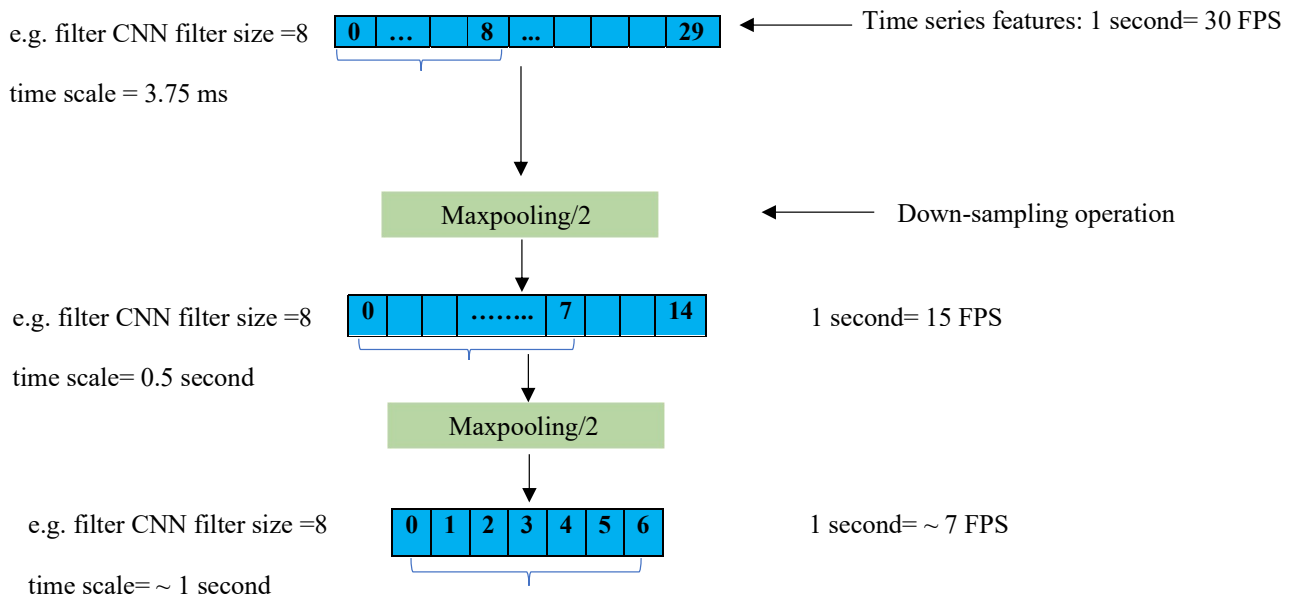 Time series features: 1 second= 30 FPS
e.g. filter CNN filter size =8
0 … 8 ... 29
time scale = 3.75 ms
Maxpooling/2
Down-sampling operation
e.g. filter CNN filter size =8
0 …….. 7 14
1 second= 15 FPS
time scale= 0.5 second
Maxpooling/2
e.g. filter CNN filter size =8
0 1 2 3 4 5 6
1 second= ~ 7 FPS
time scale= ~ 1 second